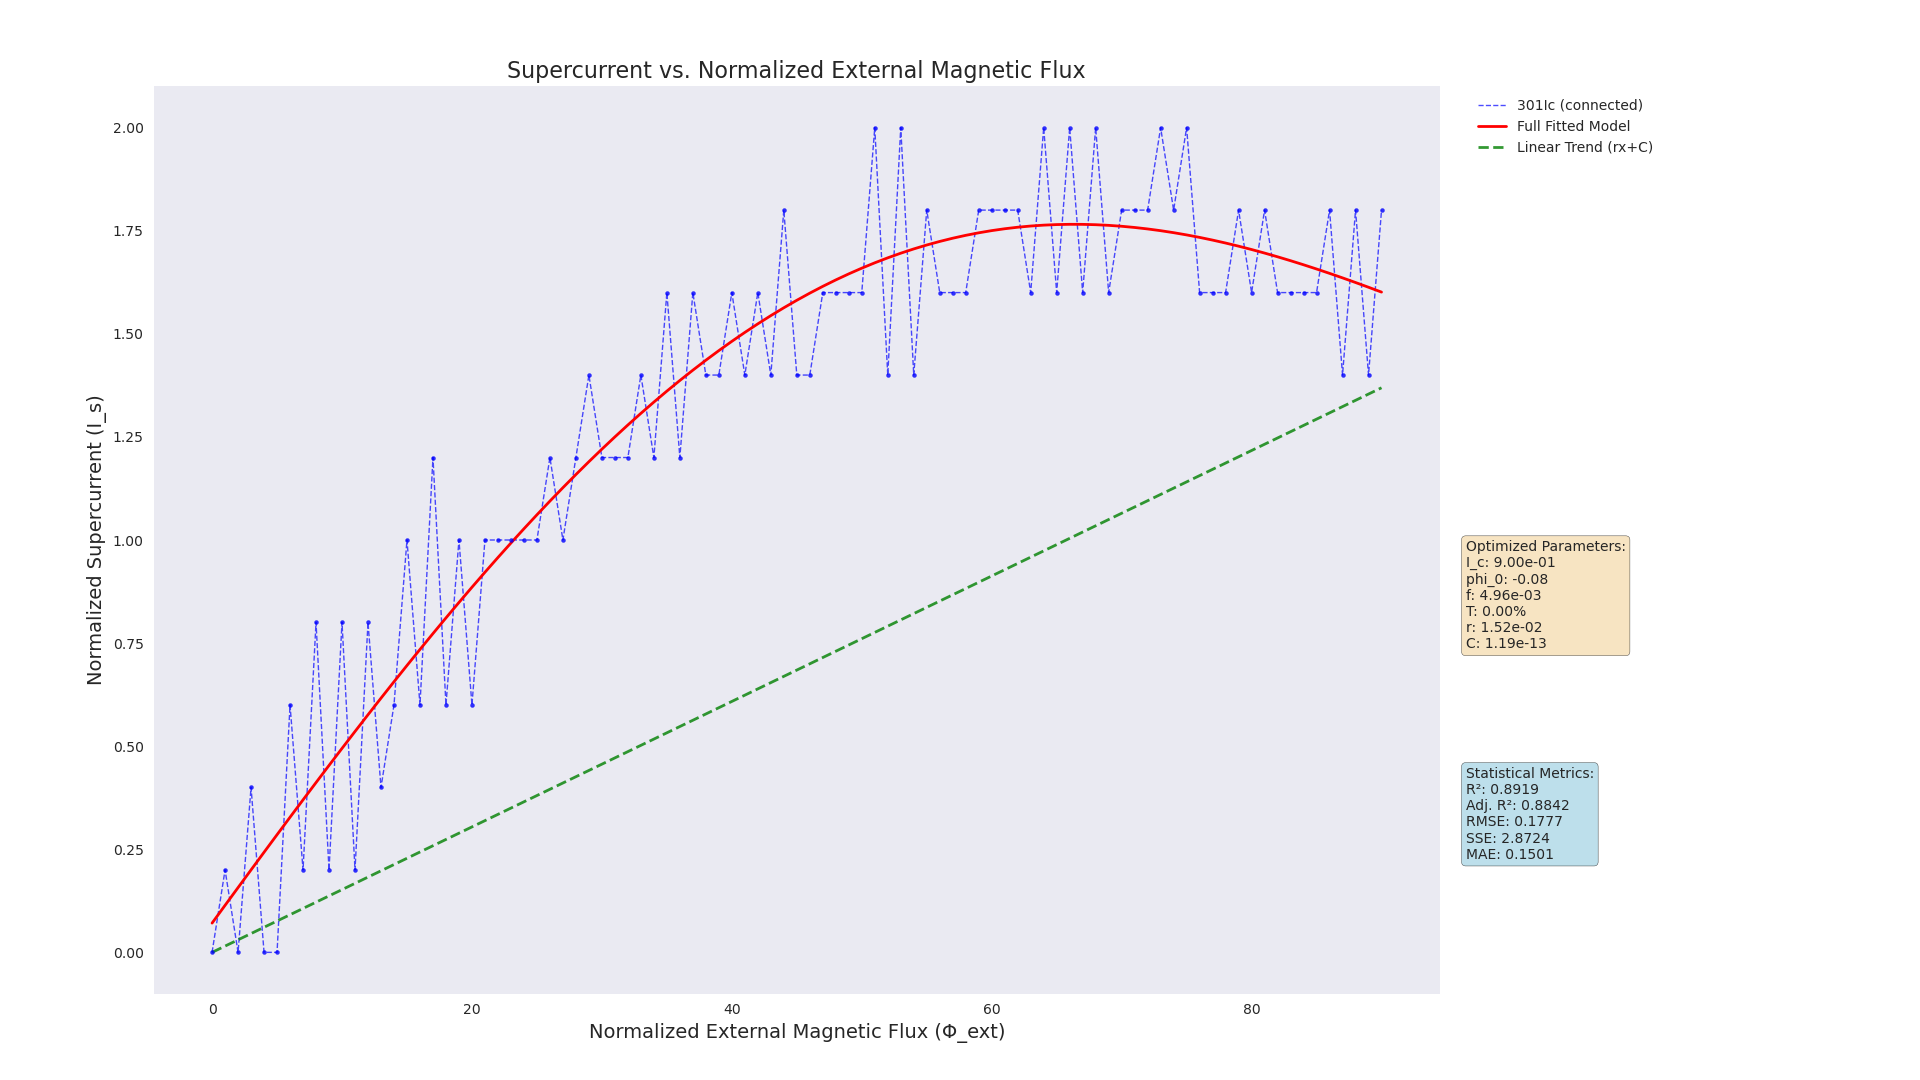 Supercurrent vs. Normalized External Magnetic Flux
Normalized Supercurrent (I_s)
2.00
1.75
1.50
1.25
1.00
0.75
0.50
0.25
0.00
0
20
40
60
80
Normalized External Magnetic Flux (Φ_ext)
301Ic (connected)
Full Fitted Model
Linear Trend (rx+C)
Optimized Parameters:
I_c: 9.00e-01
phi_0: -0.08
f: 4.96e-03
T: 0.00%
r: 1.52e-02
C: 1.19e-13
Statistical Metrics:
R²: 0.8919
Adj. R²: 0.8842
RMSE: 0.1777
SSE: 2.8724
MAE: 0.1501